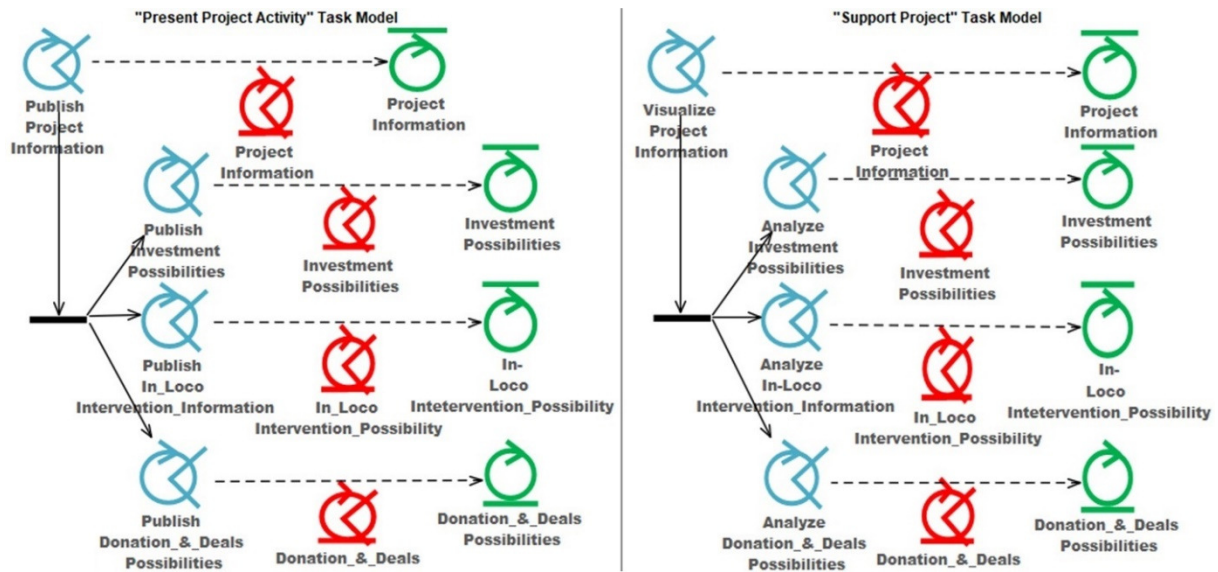 "Present Project Activity" Task Model
Publish
Project
Information
Project
Information
Project
Information
Publish
Investment
Possibilities
Investment
Possibilities
Investment
Possibilities
Publish
In_Loco
Intervention_Information
In_Loco
Intervention_Possibility
In-
Loco
Intetervention_Possibility
Publish
Donation_&_Deals
Possibilities
Donation_&_Deals
Donation_&_Deals
Possibilities
"Support Project" Task Model
Visualize
Project
Information
Project
Information
Project
Information
Analyze
Investment
Possibilities
Investment
Possibilities
Investment
Possibilities
Analyze
In-Loco
Intervention_Information
In_Loco
Intervention_Possibility
In-
Loco
Intetervention_Possibility
Analyze
Donation_&_Deals
Possibilities
Donation_&_Deals
Donation_&_Deals
Possibilities